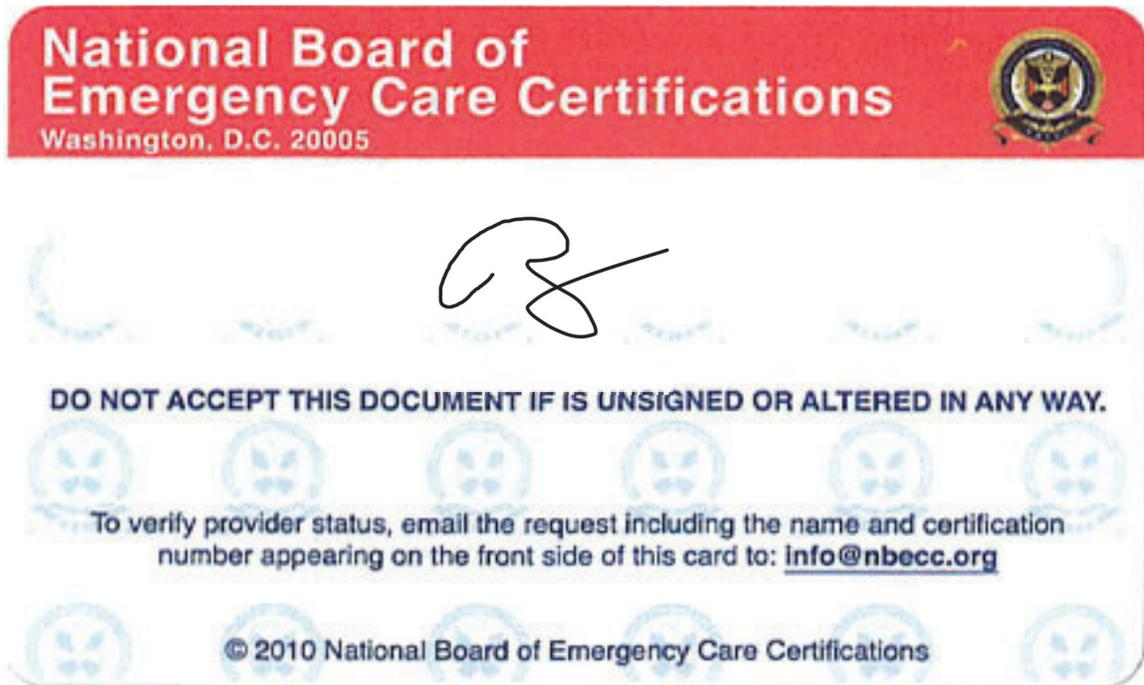 National Board of
Emergency Care Certifications
Washington, D.C. 20005
DO NOT ACCEPT THIS DOCUMENT IF IS UNSIGNED OR ALTERED IN ANY WAY.
To verify provider status, email the request including the name and certification
number appearing on the front side of this card to: info@nbecc.org
© 2010 National Board of Emergency Care Certifications